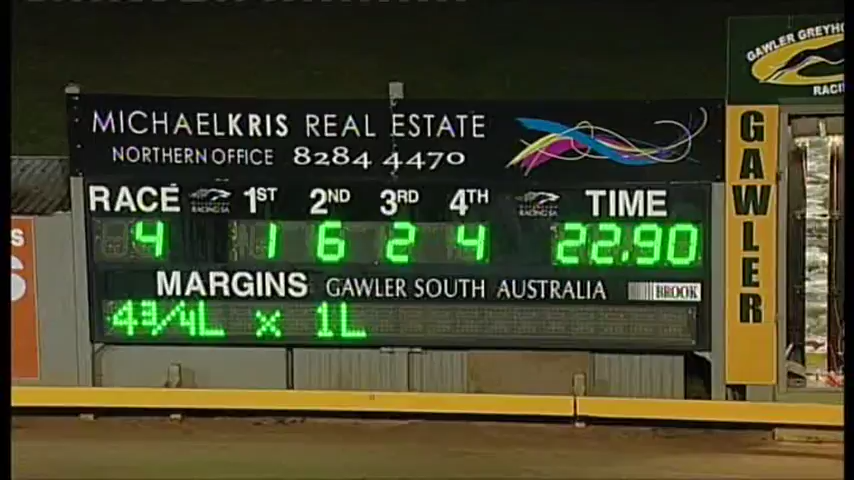 GAWLER GREYHO
RACI
MICHAELKRIS REAL ESTATE
NORTHERN OFFICE 8284 4470
RACE 1ST 2ND 3RD 4TH TIME
4 1 6 2 4 22.90
MARGINS GAWLER SOUTH AUSTRALIA BROOK
4¾L x 1L
GAWLER
S